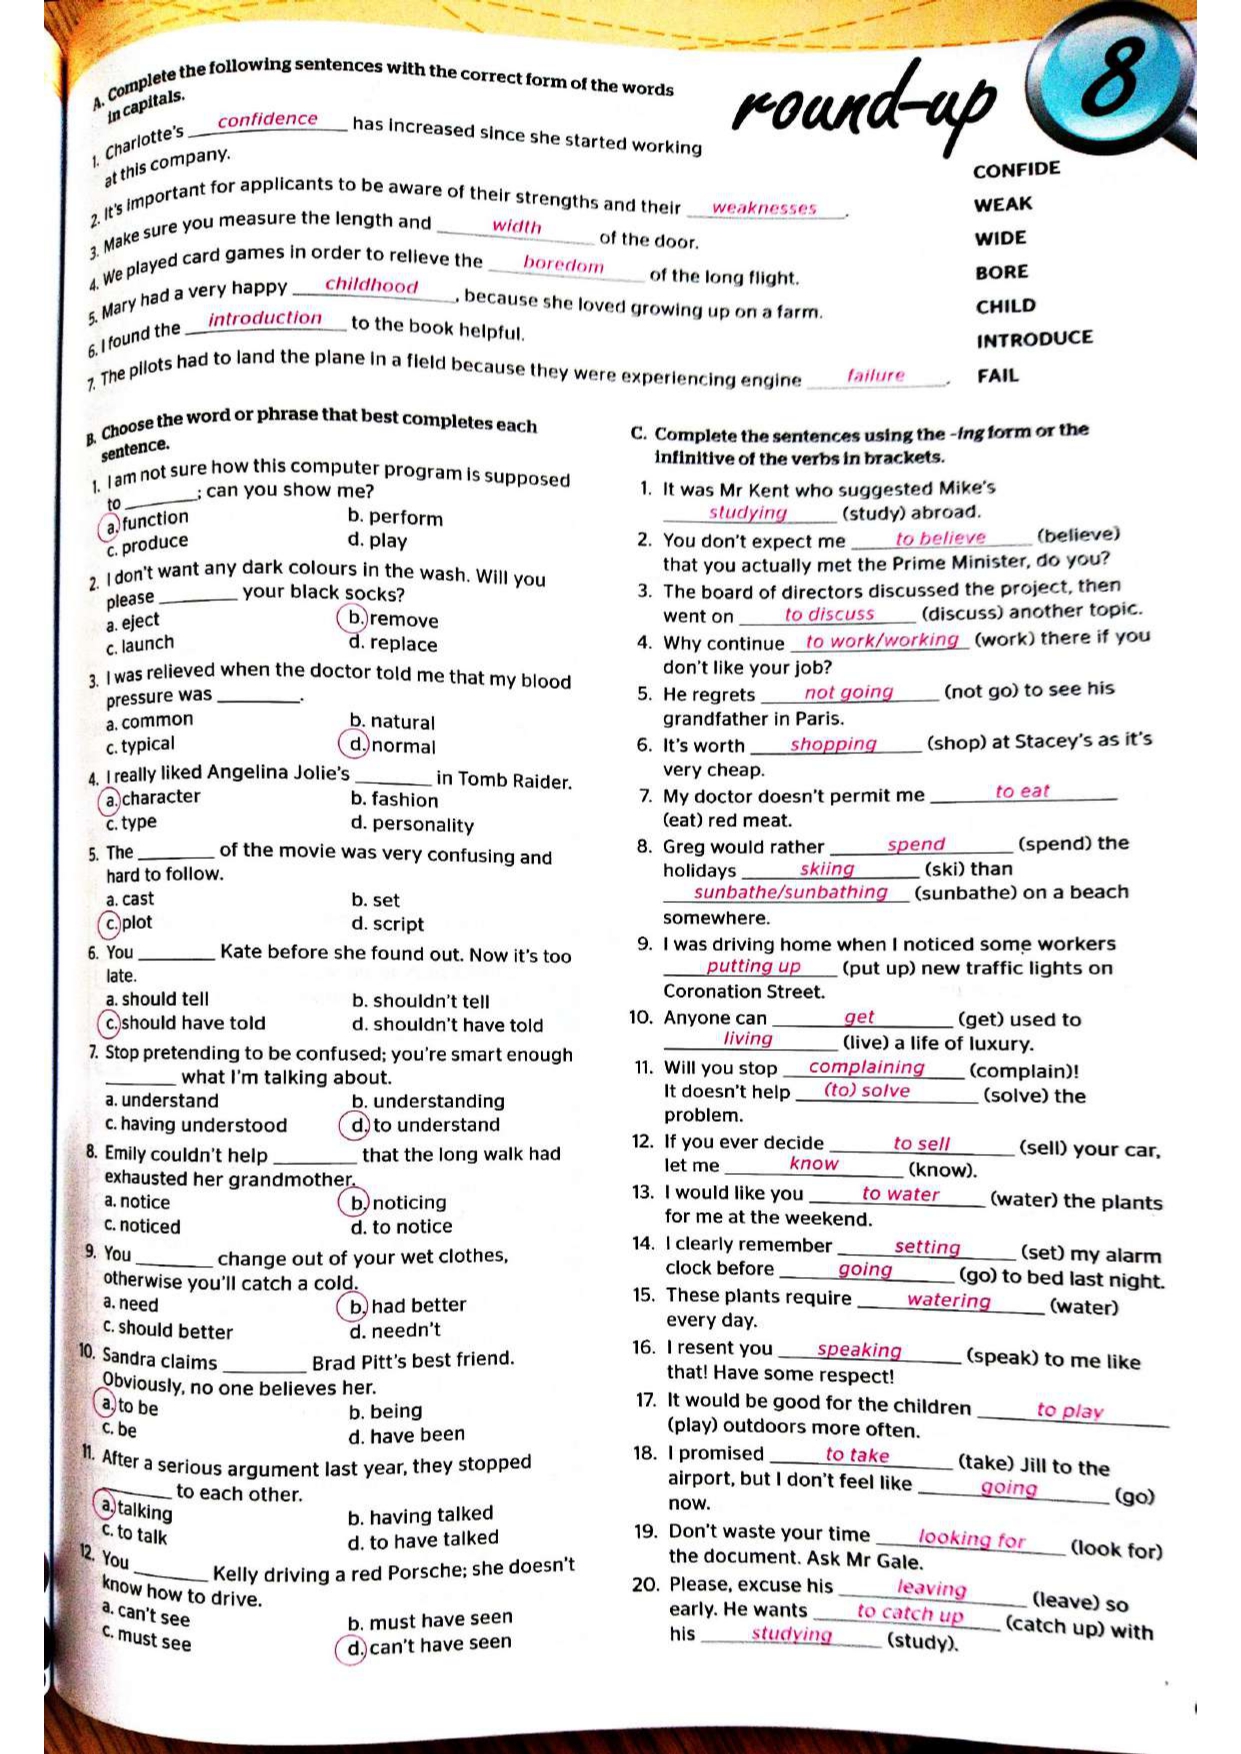 round-up 8
A. Complete the following sentences with the correct form of the words
in capitals.
1. Charlotte's confidence has increased since she started working
at this company.
CONFIDE
2. It's important for applicants to be aware of their strengths and their weaknesses.
WEAK
3. Make sure you measure the length and width of the door.
WIDE
4. We played card games in order to relieve the boredom of the long flight.
BORE
5. Mary had a very happy childhood, because she loved growing up on a farm.
CHILD
6. I found the introduction to the book helpful.
INTRODUCE
7. The pilots had to land the plane in a field because they were experiencing engine failure.
FAIL
B. Choose the word or phrase that best completes each
sentence.
1. I am not sure how this computer program is supposed
to ________; can you show me?
a. function b. perform
c. produce d. play
2. I don't want any dark colours in the wash. Will you
please ________ your black socks?
a. eject b. remove
c. launch d. replace
3. I was relieved when the doctor told me that my blood
pressure was ________.
a. common b. natural
c. typical d. normal
4. I really liked Angelina Jolie's ________ in Tomb Raider.
a. character b. fashion
c. type d. personality
5. The ________ of the movie was very confusing and
hard to follow.
a. cast b. set
c. plot d. script
6. You ________ Kate before she found out. Now it's too
late.
a. should tell b. shouldn't tell
c. should have told d. shouldn't have told
7. Stop pretending to be confused; you're smart enough
________ what I'm talking about.
a. understand b. understanding
c. having understood d. to understand
8. Emily couldn't help ________ that the long walk had
exhausted her grandmother.
a. notice b. noticing
c. noticed d. to notice
9. You ________ change out of your wet clothes,
otherwise you'll catch a cold.
a. need b. had better
c. should better d. needn't
10. Sandra claims ________ Brad Pitt's best friend.
Obviously, no one believes her.
a. to be b. being
c. be d. have been
11. After a serious argument last year, they stopped
________ to each other.
a. talking b. having talked
c. to talk d. to have talked
12. You ________ Kelly driving a red Porsche; she doesn't
know how to drive.
a. can't see b. must have seen
c. must see d. can't have seen
C. Complete the sentences using the -ing form or the
infinitive of the verbs in brackets.
1. It was Mr Kent who suggested Mike's
studying (study) abroad.
2. You don't expect me to believe (believe)
that you actually met the Prime Minister, do you?
3. The board of directors discussed the project, then
went on to discuss (discuss) another topic.
4. Why continue to work/working (work) there if you
don't like your job?
5. He regrets not going (not go) to see his
grandfather in Paris.
6. It's worth shopping (shop) at Stacey's as it's
very cheap.
7. My doctor doesn't permit me to eat
(eat) red meat.
8. Greg would rather spend (spend) the
holidays skiing (ski) than
sunbathe/sunbathing (sunbathe) on a beach
somewhere.
9. I was driving home when I noticed some workers
putting up (put up) new traffic lights on
Coronation Street.
10. Anyone can get (get) used to
living (live) a life of luxury.
11. Will you stop complaining (complain)!
It doesn't help (to) solve (solve) the
problem.
12. If you ever decide to sell (sell) your car,
let me know (know).
13. I would like you to water (water) the plants
for me at the weekend.
14. I clearly remember setting (set) my alarm
clock before going (go) to bed last night.
15. These plants require watering (water)
every day.
16. I resent you speaking (speak) to me like
that! Have some respect!
17. It would be good for the children to play
(play) outdoors more often.
18. I promised to take (take) Jill to the
airport, but I don't feel like going (go)
now.
19. Don't waste your time looking for (look for)
the document. Ask Mr Gale.
20. Please, excuse his leaving (leave) so
early. He wants to catch up (catch up) with
his studying (study).